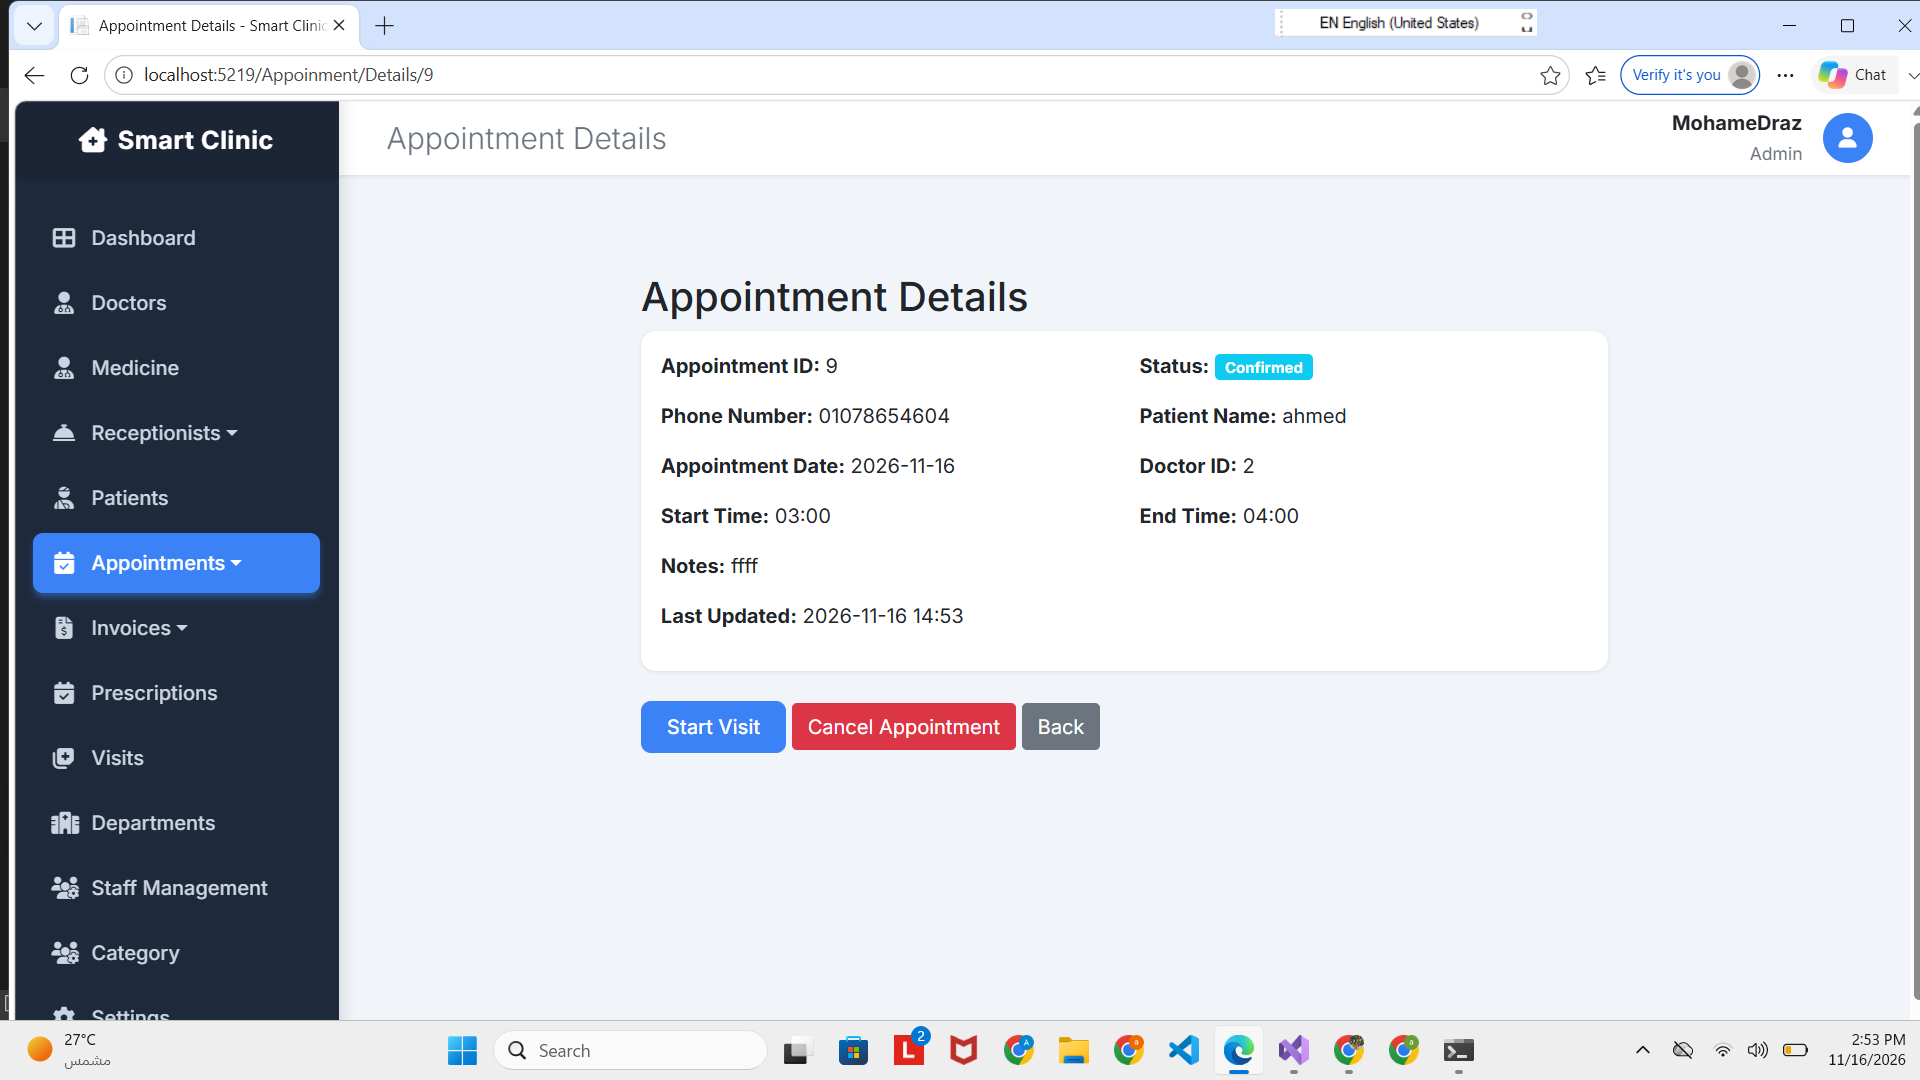 Appointment Details - Smart Clinic
EN English (United States)
localhost:5219/Appoinment/Details/9
Verify it's you
Chat
Smart Clinic
Appointment Details
MohameDraz
Admin
Dashboard
Doctors
Medicine
Receptionists
Patients
Appointments
Invoices
Prescriptions
Visits
Departments
Staff Management
Category
Settings
Appointment Details
Appointment ID: 9
Status: Confirmed
Phone Number: 01078654604
Patient Name: ahmed
Appointment Date: 2026-11-16
Doctor ID: 2
Start Time: 03:00
End Time: 04:00
Notes: ffff
Last Updated: 2026-11-16 14:53
Start Visit
Cancel Appointment
Back
27°C
مشمس
Search
L
2
A
a
a
2:53 PM
11/16/2026